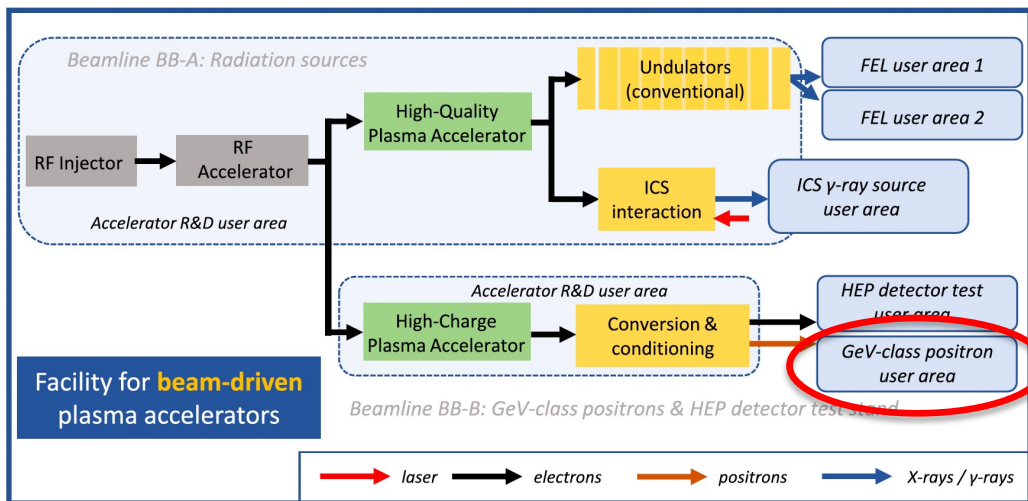 Beamline BB-A: Radiation sources
Undulators
(conventional)
FEL user area 1
FEL user area 2
High-Quality
Plasma Accelerator
RF Injector
RF
Accelerator
ICS
interaction
ICS γ-ray source
user area
Accelerator R&D user area
Accelerator R&D user area
HEP detector test
user area
High-Charge
Plasma Accelerator
Conversion &
conditioning
GeV-class positron
user area
Facility for beam-driven
plasma accelerators
Beamline BB-B: GeV-class positrons & HEP detector test stand
laser
electrons
positrons
X-rays / γ-rays